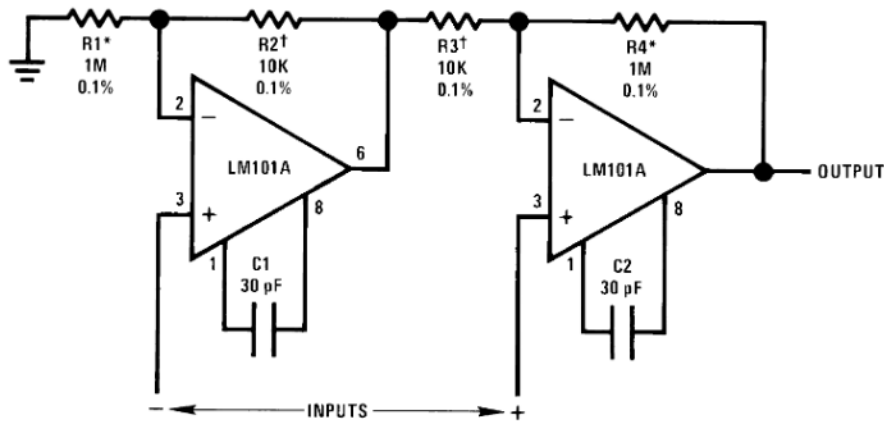 R1*
1M
0.1%
R2†
10K
0.1%
R3†
10K
0.1%
R4*
1M
0.1%
2
−
LM101A
6
3
+
8
1
C1
30 pF
2
−
LM101A
OUTPUT
3
+
8
1
C2
30 pF
− INPUTS +